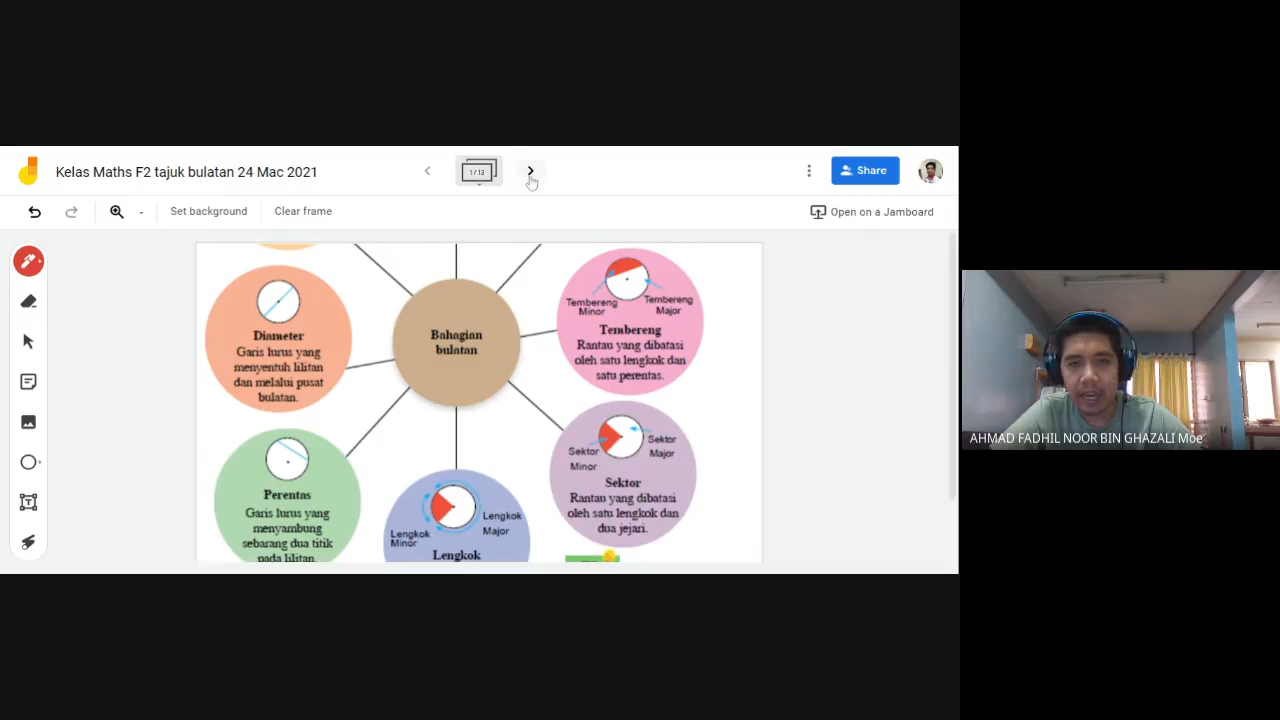 Kelas Maths F2 tajuk bulatan 24 Mac 2021
1 / 13
Share
Set background
Clear frame
Open on a Jamboard
Diameter
Garis lurus yang
menyentuh lilitan
dan melalui pusat
bulatan.
Bahagian
bulatan
Tembereng
Minor
Tembereng
Major
Tembereng
Rantau yang dibatasi
oleh satu lengkok dan
satu perentas.
Perentas
Garis lurus yang
menyambung
sebarang dua titik
pada lilitan.
Lengkok
Minor
Lengkok
Major
Lengkok
Sektor
Minor
Sektor
Major
Sektor
Rantau yang dibatasi
oleh satu lengkok dan
dua jejari.
AHMAD FADHIL NOOR BIN GHAZALI Moe